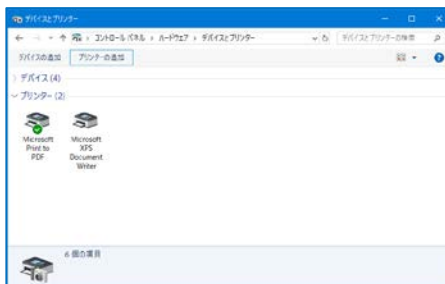 デバイスとプリンター
コントロール パネル › ハードウェア › デバイスとプリンター
デバイスとプリンターの検索
デバイスの追加 プリンターの追加
デバイス (4)
プリンター (2)
Microsoft Print to PDF
Microsoft XPS Document Writer
6 個の項目